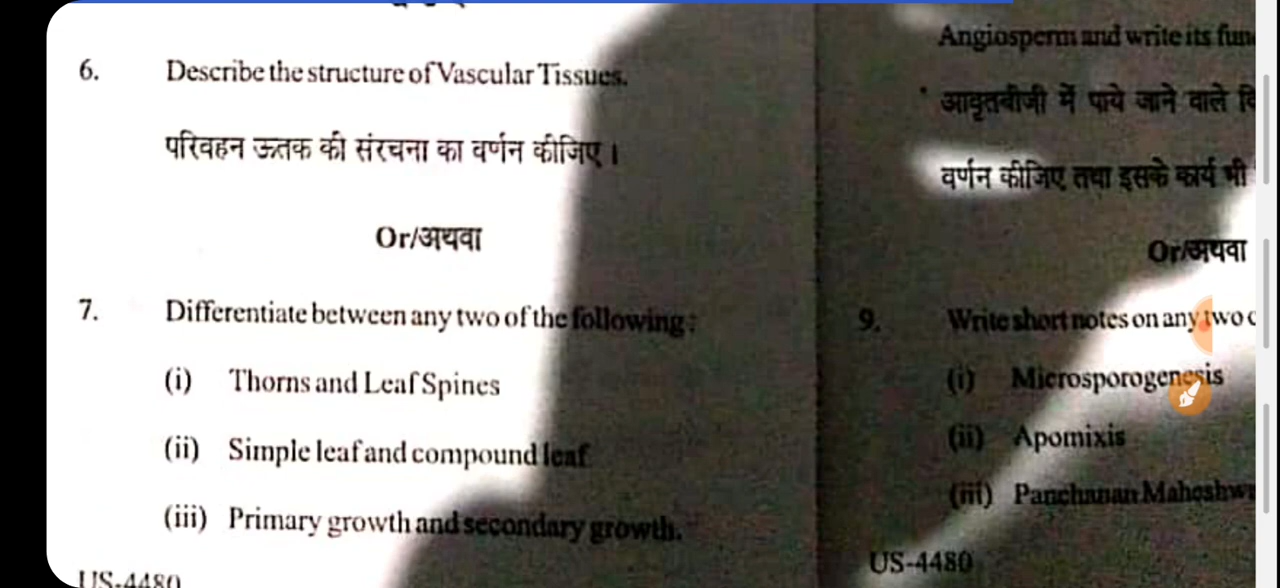 6. Describe the structure of Vascular Tissues.
परिवहन ऊतक की संरचना का वर्णन कीजिए ।
Or/अथवा
7. Differentiate between any two of the following :
(i) Thorns and Leaf Spines
(ii) Simple leaf and compound leaf
(iii) Primary growth and secondary growth.
US-4480
Angiosperm and write its
आवृतबीजी में पाये जाने वाले
वर्णन कीजिए तथा इसके कार्य भी
Or/अथवा
9. Write short notes on any two
(i) Microsporogenesis
(ii) Apomixis
(iii) Panchanan
US-4480